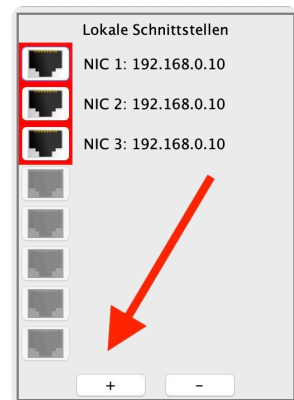 Lokale Schnittstellen
NIC 1: 192.168.0.10
NIC 2: 192.168.0.10
NIC 3: 192.168.0.10
+ -